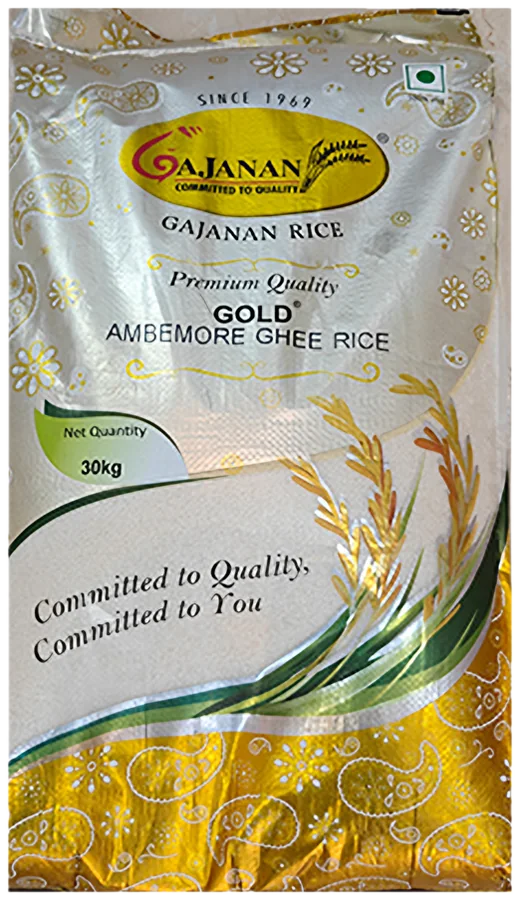 SINCE 1969
GAJANAN
COMMITTED TO QUALITY
®
GAJANAN RICE
Premium Quality
GOLD®
AMBEMORE GHEE RICE
Net Quantity
30kg
Committed to Quality,
Committed to You